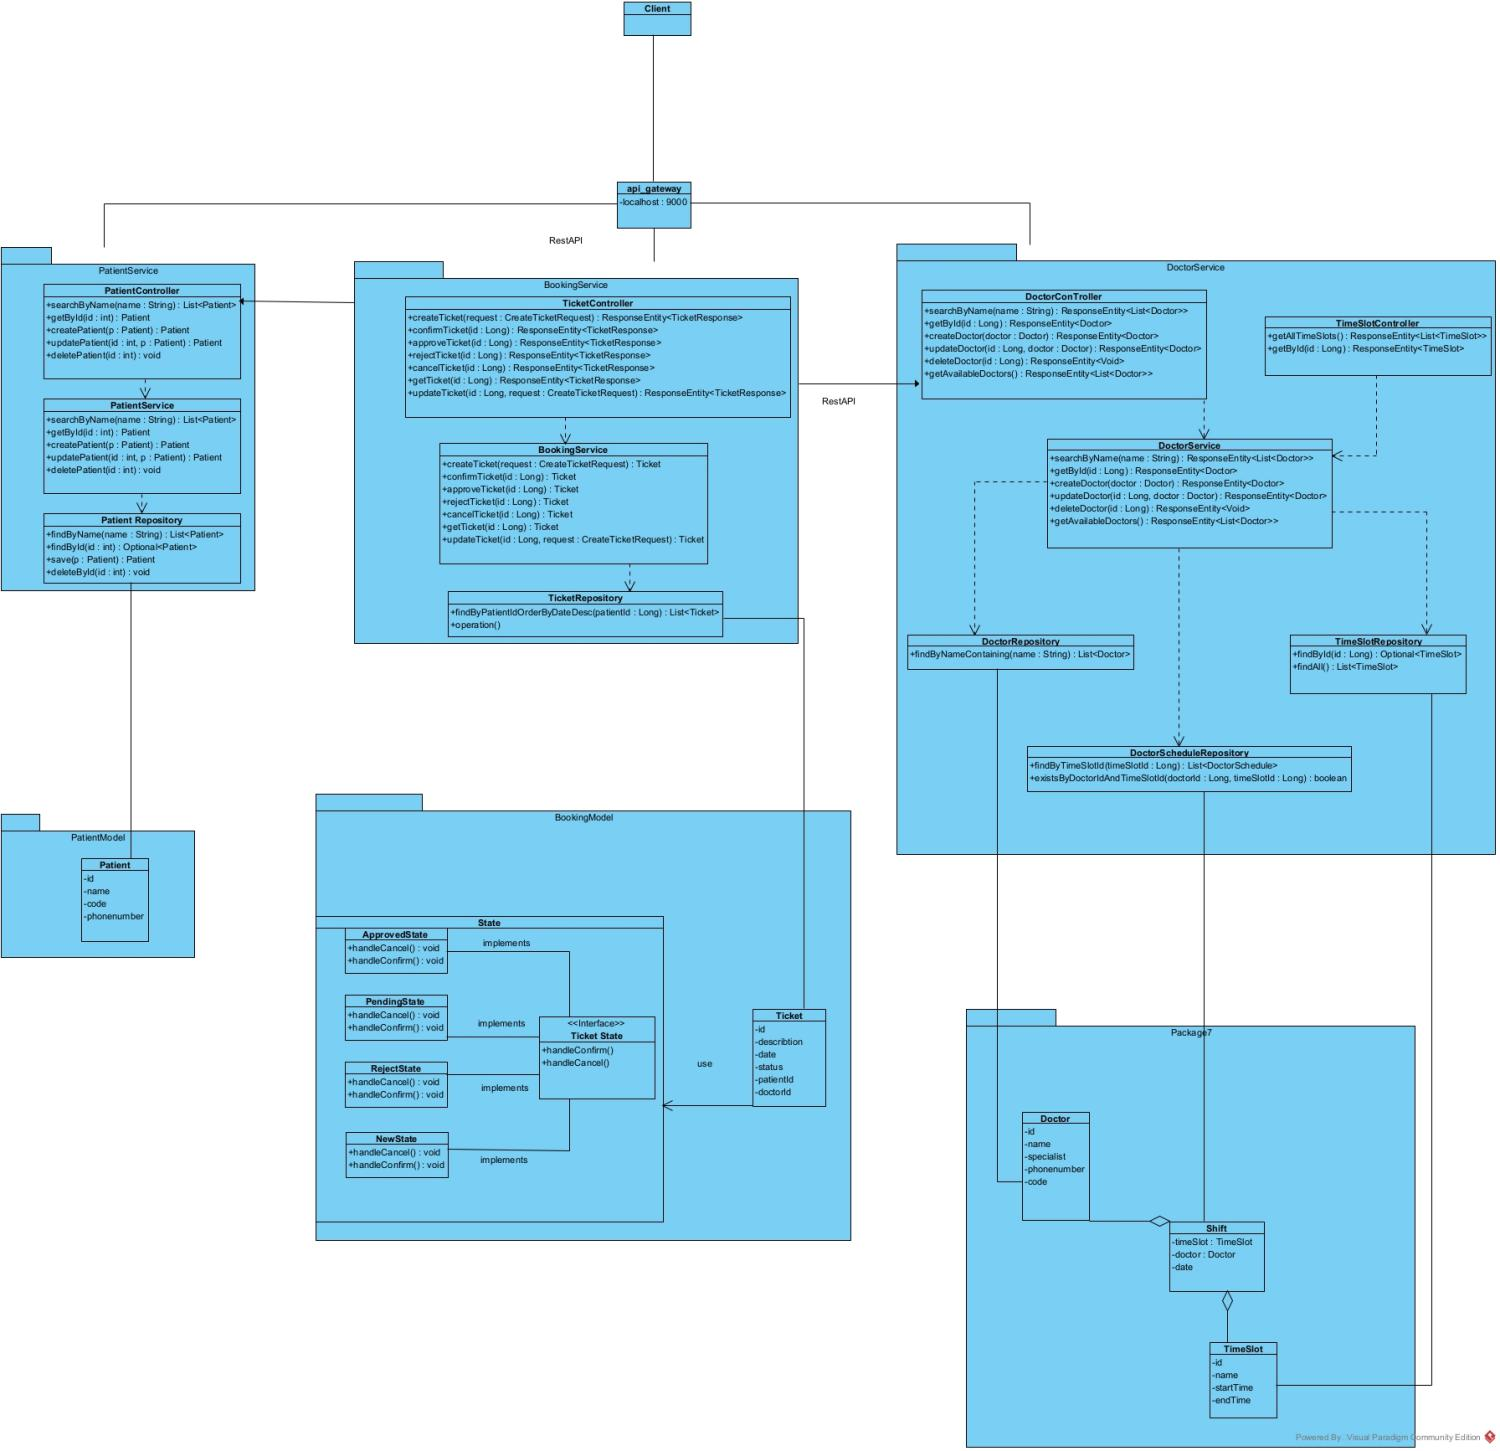 Client
api_gateway
-localhost : 9000
RestAPI
PatientService
PatientController
+searchByName(name : String) : List<Patient>
+getById(id : int) : Patient
+createPatient(p : Patient) : Patient
+updatePatient(id : int, p : Patient) : Patient
+deletePatient(id : int) : void
PatientService
+searchByName(name : String) : List<Patient>
+getById(id : int) : Patient
+createPatient(p : Patient) : Patient
+updatePatient(id : int, p : Patient) : Patient
+deletePatient(id : int) : void
Patient Repository
+findByName(name : String) : List<Patient>
+findById(id : int) : Optional<Patient>
+save(p : Patient) : Patient
+deleteById(id : int) : void
BookingService
TicketController
+createTicket(request : CreateTicketRequest) : ResponseEntity<TicketResponse>
+confirmTicket(id : Long) : ResponseEntity<TicketResponse>
+approveTicket(id : Long) : ResponseEntity<TicketResponse>
+rejectTicket(id : Long) : ResponseEntity<TicketResponse>
+cancelTicket(id : Long) : ResponseEntity<TicketResponse>
+getTicket(id : Long) : ResponseEntity<TicketResponse>
+updateTicket(id : Long, request : CreateTicketRequest) : ResponseEntity<TicketResponse>
BookingService
+createTicket(request : CreateTicketRequest) : Ticket
+confirmTicket(id : Long) : Ticket
+approveTicket(id : Long) : Ticket
+rejectTicket(id : Long) : Ticket
+cancelTicket(id : Long) : Ticket
+getTicket(id : Long) : Ticket
+updateTicket(id : Long, request : CreateTicketRequest) : Ticket
TicketRepository
+findByPatientIdOrderByDateDesc(patientId : Long) : List<Ticket>
+operation()
RestAPI
DoctorService
DoctorConTroller
+searchByName(name : String) : ResponseEntity<List<Doctor>>
+getById(id : Long) : ResponseEntity<Doctor>
+createDoctor(doctor : Doctor) : ResponseEntity<Doctor>
+updateDoctor(id : Long, doctor : Doctor) : ResponseEntity<Doctor>
+deleteDoctor(id : Long) : ResponseEntity<Void>
+getAvailableDoctors() : ResponseEntity<List<Doctor>>
TimeSlotController
+getAllTimeSlots() : ResponseEntity<List<TimeSlot>>
+getById(id : Long) : ResponseEntity<TimeSlot>
DoctorService
+searchByName(name : String) : ResponseEntity<List<Doctor>>
+getById(id : Long) : ResponseEntity<Doctor>
+createDoctor(doctor : Doctor) : ResponseEntity<Doctor>
+updateDoctor(id : Long, doctor : Doctor) : ResponseEntity<Doctor>
+deleteDoctor(id : Long) : ResponseEntity<Void>
+getAvailableDoctors() : ResponseEntity<List<Doctor>>
DoctorRepository
+findByNameContaining(name : String) : List<Doctor>
TimeSlotRepository
+findById(id : Long) : Optional<TimeSlot>
+findAll() : List<TimeSlot>
DoctorScheduleRepository
+findByTimeSlotId(timeSlotId : Long) : List<DoctorSchedule>
+existsByDoctorIdAndTimeSlotId(doctorId : Long, timeSlotId : Long) : boolean
PatientModel
Patient
-id
-name
-code
-phonenumber
BookingModel
State
ApprovedState
+handleCancel() : void
+handleConfirm() : void
implements
PendingState
+handleCancel() : void
+handleConfirm() : void
implements
RejectState
+handleCancel() : void
+handleConfirm() : void
implements
NewState
+handleCancel() : void
+handleConfirm() : void
implements
<<Interface>>
Ticket State
+handleConfirm()
+handleCancel()
use
Ticket
-id
-describtion
-date
-status
-patientId
-doctorId
Package7
Doctor
-id
-name
-specialist
-phonenumber
-code
Shift
-timeSlot : TimeSlot
-doctor : Doctor
-date
TimeSlot
-id
-name
-startTime
-endTime
Powered By Visual Paradigm Community Edition